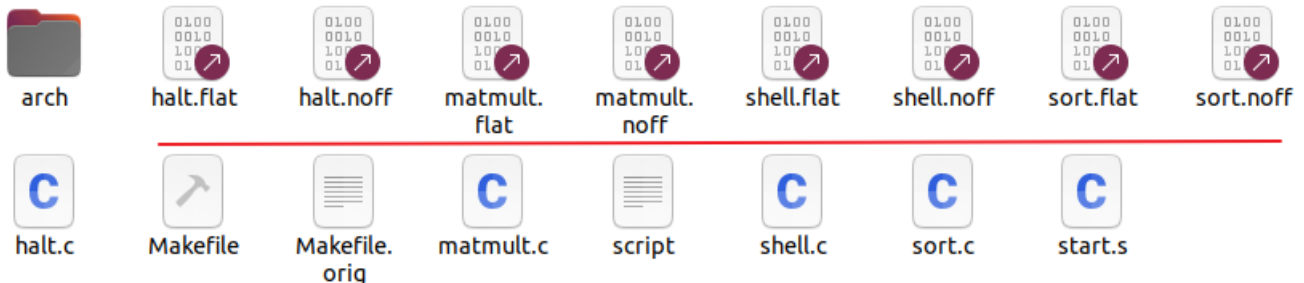 arch
halt.flat
halt.noff
matmult.
flat
matmult.
noff
shell.flat
shell.noff
sort.flat
sort.noff
halt.c
Makefile
Makefile.
orig
matmult.c
script
shell.c
sort.c
start.s